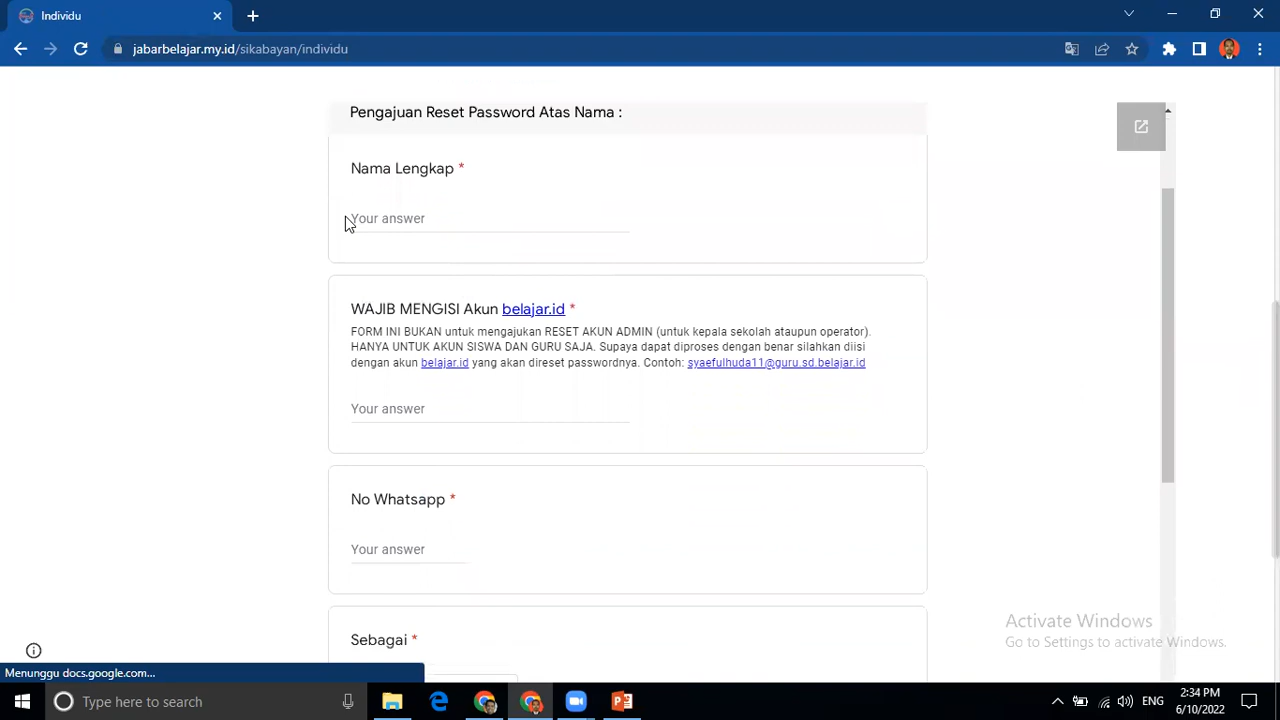 Individu
jabarbelajar.my.id/sikabayan/individu
Pengajuan Reset Password Atas Nama :
Nama Lengkap *
Your answer
WAJIB MENGISI Akun belajar.id *
FORM INI BUKAN untuk mengajukan RESET AKUN ADMIN (untuk kepala sekolah ataupun operator).
HANYA UNTUK AKUN SISWA DAN GURU SAJA. Supaya dapat diproses dengan benar silahkan diisi
dengan akun belajar.id yang akan direset passwordnya. Contoh: syaefulhuda11@guru.sd.belajar.id
Your answer
No Whatsapp *
Your answer
Sebagai *
Activate Windows
Go to Settings to activate Windows.
Menunggu docs.google.com...
Type here to search
ENG
2:34 PM
6/10/2022